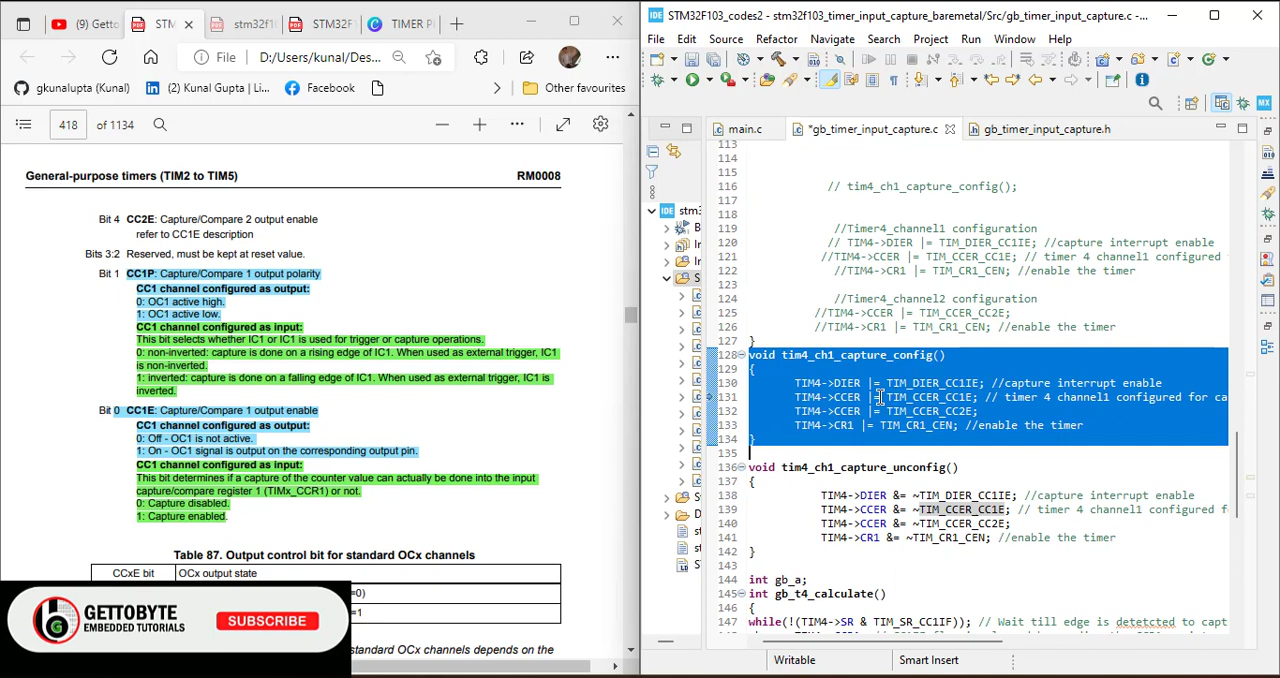 (9) Getto
STM
stm32f1
STM32F
TIMER P
File
D:/Users/kunal/Des...
gkunalupta (Kunal)
(2) Kunal Gupta | Li...
Facebook
Other favourites
418
of 1134
General-purpose timers (TIM2 to TIM5)
RM0008
Bit 4 CC2E: Capture/Compare 2 output enable
refer to CC1E description
Bits 3:2 Reserved, must be kept at reset value.
Bit 1 CC1P: Capture/Compare 1 output polarity
CC1 channel configured as output:
0: OC1 active high.
1: OC1 active low.
CC1 channel configured as input:
This bit selects whether IC1 or IC1 is used for trigger or capture operations.
0: non-inverted: capture is done on a rising edge of IC1. When used as external trigger, IC1
is non-inverted.
1: inverted: capture is done on a falling edge of IC1. When used as external trigger, IC1 is
inverted.
Bit 0 CC1E: Capture/Compare 1 output enable
CC1 channel configured as output:
0: Off - OC1 is not active.
1: On - OC1 signal is output on the corresponding output pin.
CC1 channel configured as input:
This bit determines if a capture of the counter value can actually be done into the input
capture/compare register 1 (TIMx_CCR1) or not.
0: Capture disabled.
1: Capture enabled.
Table 87. Output control bit for standard OCx channels
CCxE bit
OCx output state
=0)
=1
standard OCx channels depends on the
GETTOBYTE
EMBEDDED TUTORIALS
SUBSCRIBE
IDE STM32F103_codes2 - stm32f103_timer_input_capture_baremetal/Src/gb_timer_input_capture.c -...
File Edit Source Refactor Navigate Search Project Run Window Help
main.c
*gb_timer_input_capture.c
gb_timer_input_capture.h
113
114
115
116 // tim4_ch1_capture_config();
117
118
119 //Timer4_channel1 configuration
120 // TIM4->DIER |= TIM_DIER_CC1IE; //capture interrupt enable
121 //TIM4->CCER |= TIM_CCER_CC1E; // timer 4 channel1 configured f
122 //TIM4->CR1 |= TIM_CR1_CEN; //enable the timer
123
124 //Timer4_channel2 configuration
125 //TIM4->CCER |= TIM_CCER_CC2E;
126 //TIM4->CR1 |= TIM_CR1_CEN; //enable the timer
127 }
128 void tim4_ch1_capture_config()
129 {
130 TIM4->DIER |= TIM_DIER_CC1IE; //capture interrupt enable
131 TIM4->CCER |= TIM_CCER_CC1E; // timer 4 channel1 configured for ca
132 TIM4->CCER |= TIM_CCER_CC2E;
133 TIM4->CR1 |= TIM_CR1_CEN; //enable the timer
134 }
135
136 void tim4_ch1_capture_unconfig()
137 {
138 TIM4->DIER &= ~TIM_DIER_CC1IE; //capture interrupt enable
139 TIM4->CCER &= ~TIM_CCER_CC1E; // timer 4 channel1 configured fo
140 TIM4->CCER &= ~TIM_CCER_CC2E;
141 TIM4->CR1 &= ~TIM_CR1_CEN; //enable the timer
142 }
143
144 int gb_a;
145 int gb_t4_calculate()
146 {
147 while(!(TIM4->SR & TIM_SR_CC1IF)); // Wait till edge is detetcted to capt
Writable
Smart Insert